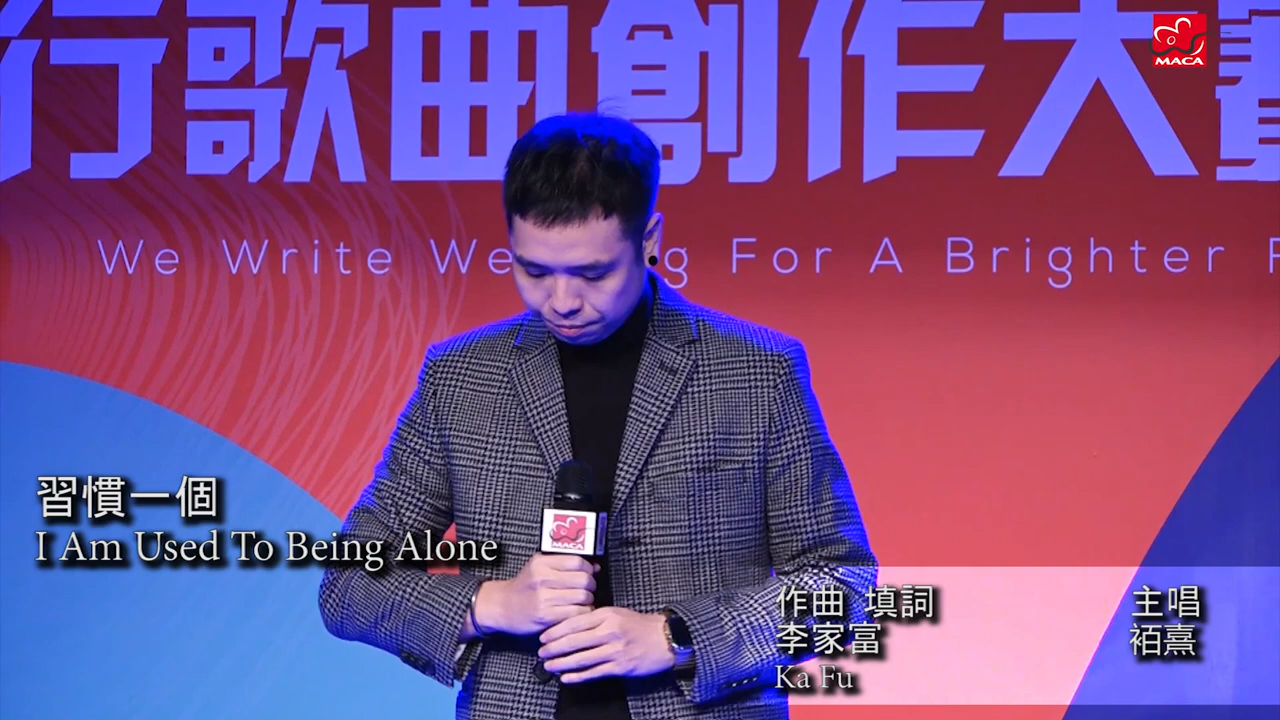 行歌曲創作大賽
MACA
We Write We g For A Brighter F
習慣一個
I Am Used To Being Alone
MACA
作曲 填詞
李家富
Ka Fu
主唱
袹熹